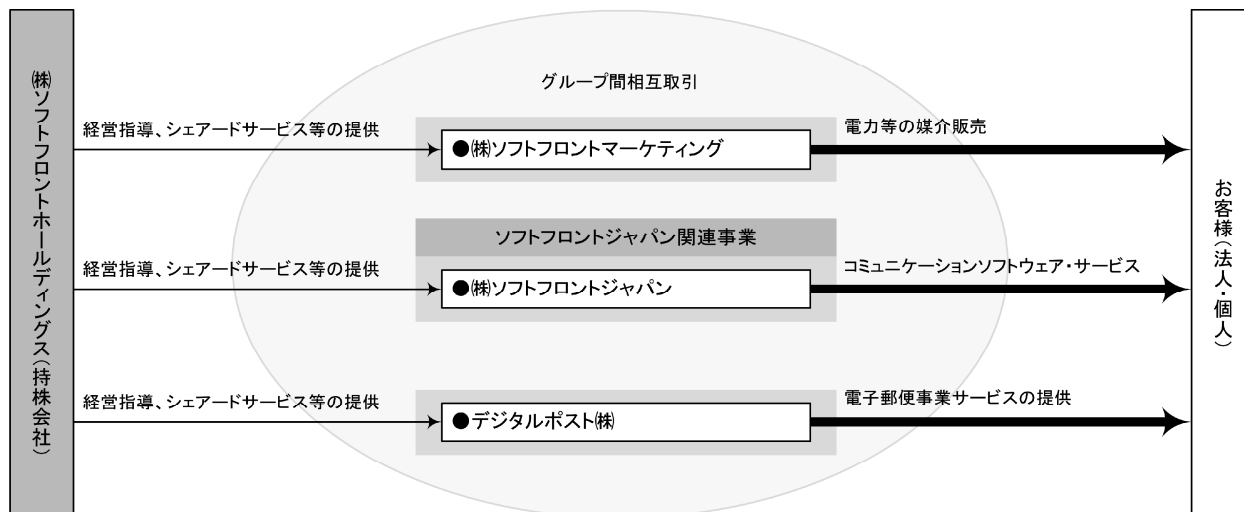 ㈱ソフトフロントホールディングス(持株会社)
グループ間相互取引
経営指導、シェアードサービス等の提供
●㈱ソフトフロントマーケティング
電力等の媒介販売
ソフトフロントジャパン関連事業
経営指導、シェアードサービス等の提供
●㈱ソフトフロントジャパン
コミュニケーションソフトウェア・サービス
経営指導、シェアードサービス等の提供
●デジタルポスト㈱
電子郵便事業サービスの提供
お客様(法人・個人)